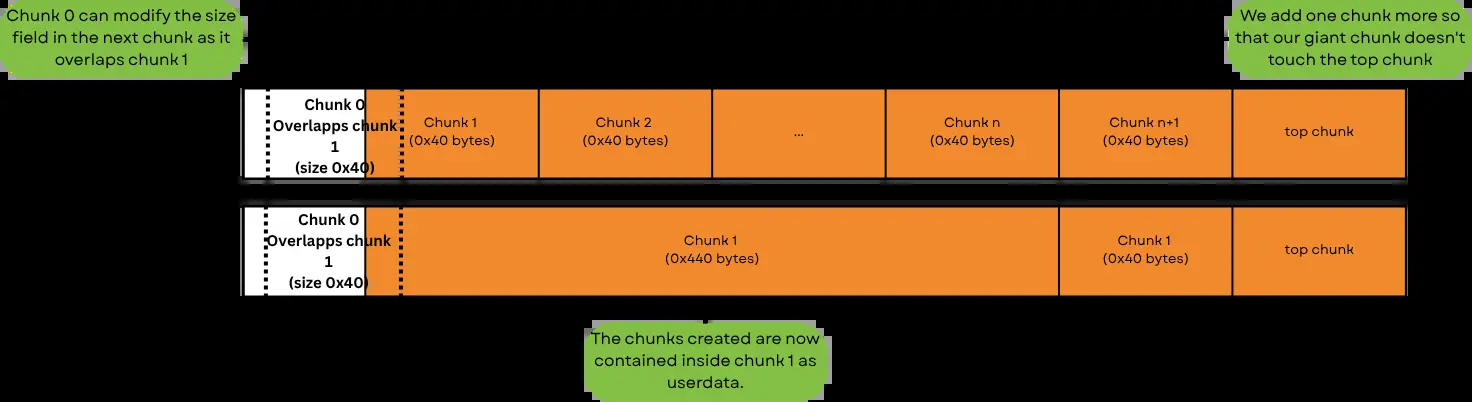 Chunk 0 can modify the size
field in the next chunk as it
overlaps chunk 1
We add one chunk more so
that our giant chunk doesn't
touch the top chunk
Chunk 0
Overlapps chunk
1
(size 0x40)
Chunk 1
(0x40 bytes)
Chunk 2
(0x40 bytes)
...
Chunk n
(0x40 bytes)
Chunk n+1
(0x40 bytes)
top chunk
Chunk 0
Overlapps chunk
1
(size 0x40)
Chunk 1
(0x440 bytes)
Chunk 1
(0x40 bytes)
top chunk
The chunks created are now
contained inside chunk 1 as
userdata.